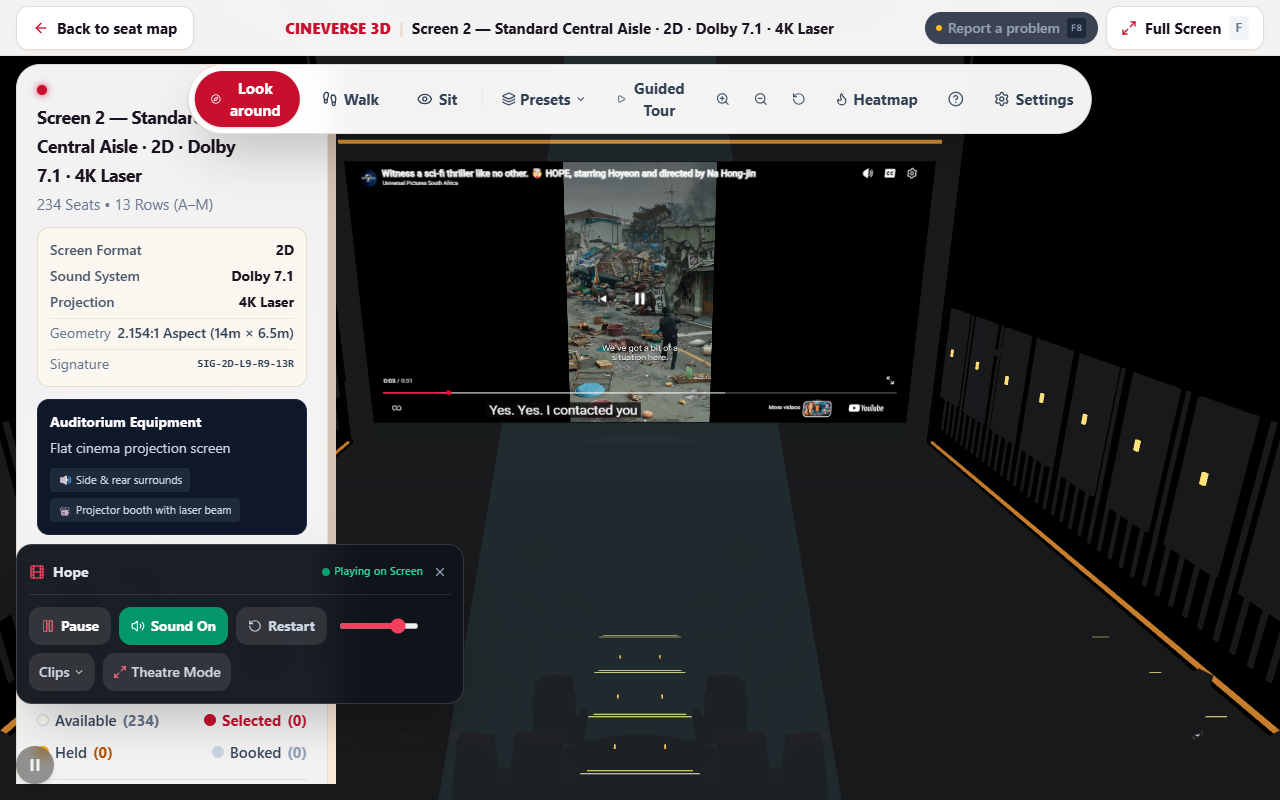 Back to seat map
CINEVERSE 3D | Screen 2 — Standard Central Aisle · 2D · Dolby 7.1 · 4K Laser
Report a problem F8
Full Screen F
Look around
Walk
Sit
Presets
Guided Tour
Heatmap
Settings
Screen 2 — Standar
Central Aisle · 2D · Dolby
7.1 · 4K Laser
234 Seats • 13 Rows (A–M)
Screen Format 2D
Sound System Dolby 7.1
Projection 4K Laser
Geometry 2.154:1 Aspect (14m × 6.5m)
Signature SIG-2D-L9-R9-13R
Auditorium Equipment
Flat cinema projection screen
Side & rear surrounds
Projector booth with laser beam
Witness a sci-fi thriller like no other. 🤯 HOPE, starring Hoyeon and directed by Na Hong-jin
Universal Pictures South Africa
CC
We've got a bit of a
situation here.
0:03 / 0:31
Yes. Yes. I contacted you
More videos
YouTube
Hope
Playing on Screen
Pause
Sound On
Restart
Clips
Theatre Mode
Available (234)
Selected (0)
Held (0)
Booked (0)